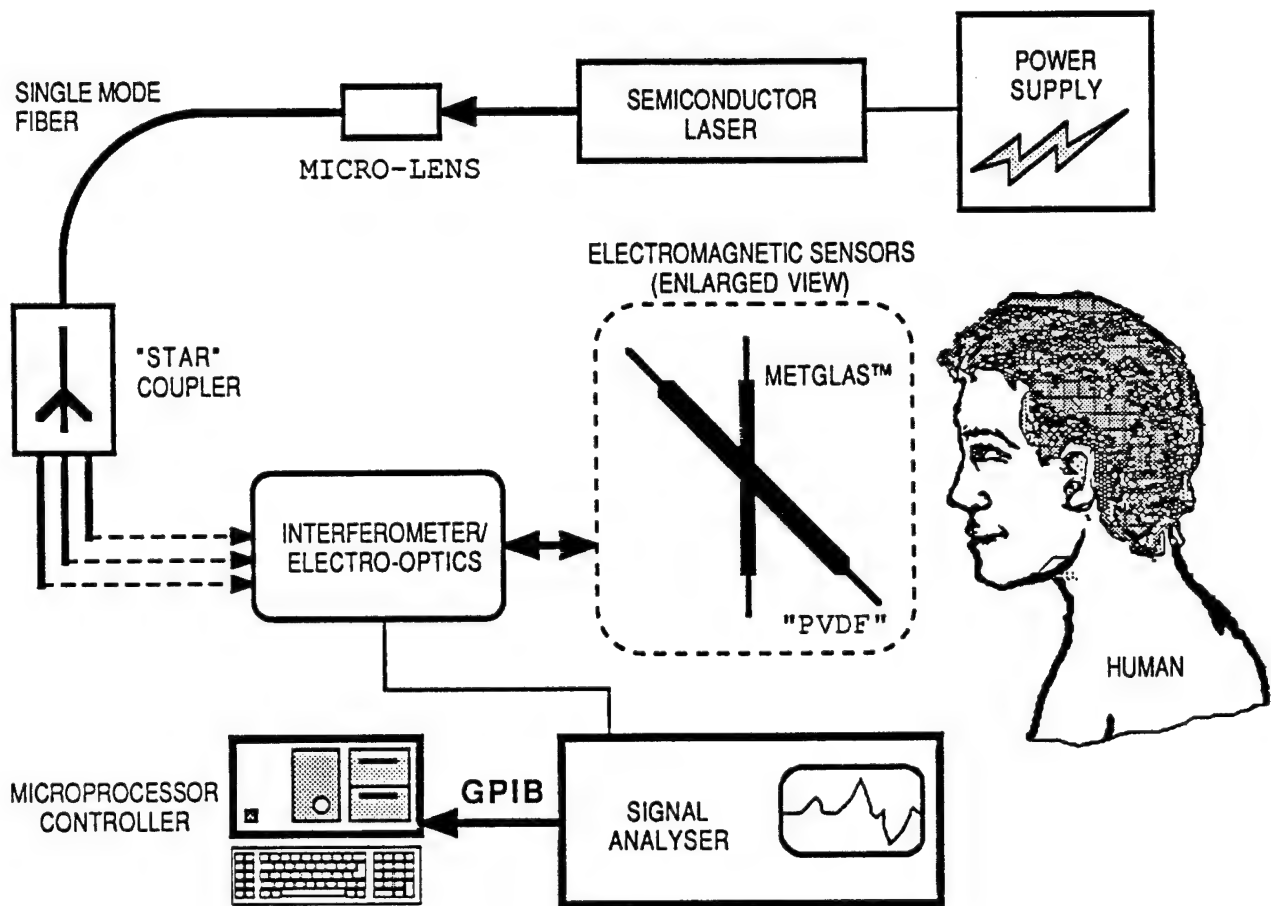 POWER
SUPPLY
SINGLE MODE
FIBER
SEMICONDUCTOR
LASER
MICRO-LENS
ELECTROMAGNETIC SENSORS
(ENLARGED VIEW)
"STAR"
COUPLER
METGLAS™
INTERFEROMETER/
ELECTRO-OPTICS
"PVDF"
HUMAN
MICROPROCESSOR
CONTROLLER
GPIB
SIGNAL
ANALYSER